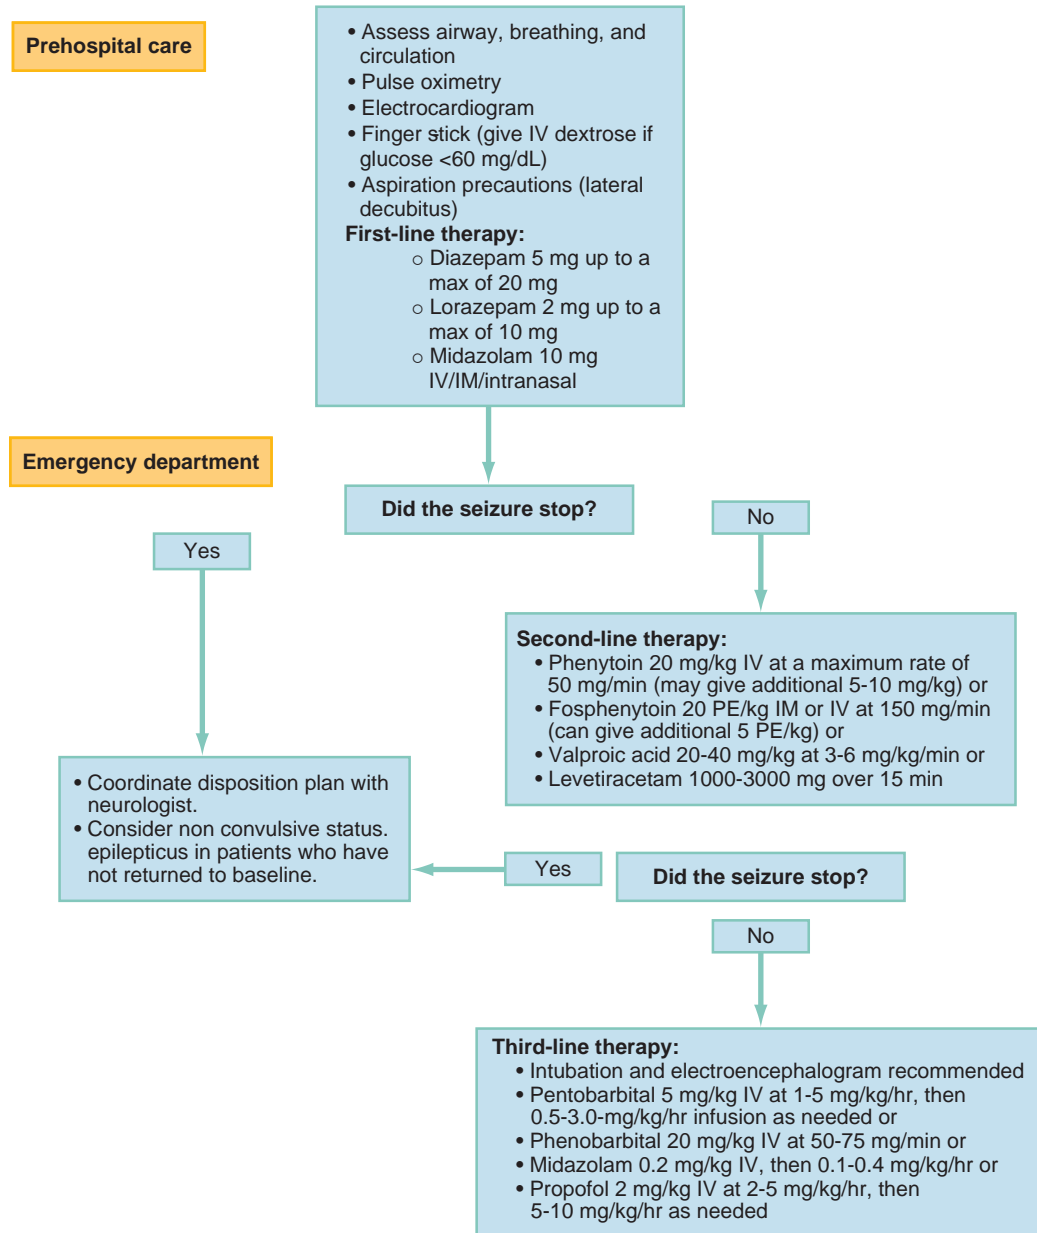 Prehospital care
• Assess airway, breathing, and
circulation
• Pulse oximetry
• Electrocardiogram
• Finger stick (give IV dextrose if
glucose <60 mg/dL)
• Aspiration precautions (lateral
decubitus)
First-line therapy:
○ Diazepam 5 mg up to a
max of 20 mg
○ Lorazepam 2 mg up to a
max of 10 mg
○ Midazolam 10 mg
IV/IM/intranasal
Emergency department
Did the seizure stop?
No
Yes
Second-line therapy:
• Phenytoin 20 mg/kg IV at a maximum rate of
50 mg/min (may give additional 5-10 mg/kg) or
• Fosphenytoin 20 PE/kg IM or IV at 150 mg/min
(can give additional 5 PE/kg) or
• Valproic acid 20-40 mg/kg at 3-6 mg/kg/min or
• Levetiracetam 1000-3000 mg over 15 min
• Coordinate disposition plan with
neurologist.
• Consider non convulsive status.
epilepticus in patients who have
not returned to baseline.
Yes
Did the seizure stop?
No
Third-line therapy:
• Intubation and electroencephalogram recommended
• Pentobarbital 5 mg/kg IV at 1-5 mg/kg/hr, then
0.5-3.0-mg/kg/hr infusion as needed or
• Phenobarbital 20 mg/kg IV at 50-75 mg/min or
• Midazolam 0.2 mg/kg IV, then 0.1-0.4 mg/kg/hr or
• Propofol 2 mg/kg IV at 2-5 mg/kg/hr, then
5-10 mg/kg/hr as needed